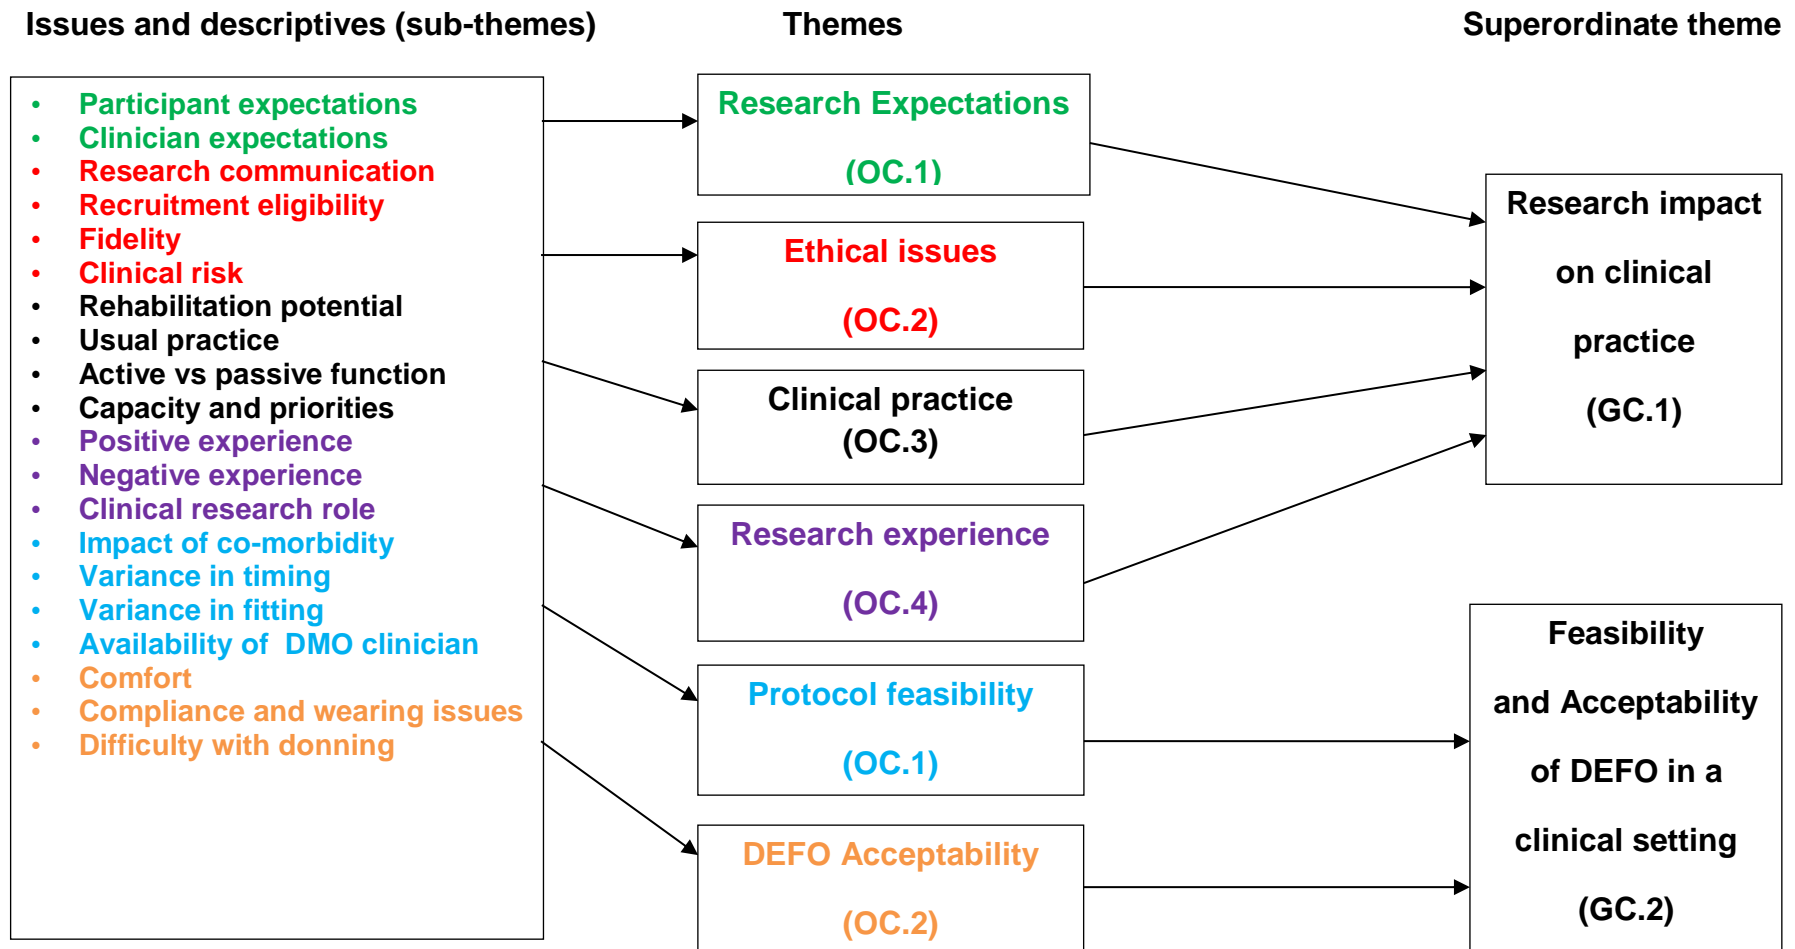 Issues and descriptives (sub-themes)
Themes
Superordinate theme
• Participant expectations
• Clinician expectations
• Research communication
• Recruitment eligibility
• Fidelity
• Clinical risk
• Rehabilitation potential
• Usual practice
• Active vs passive function
• Capacity and priorities
• Positive experience
• Negative experience
• Clinical research role
• Impact of co-morbidity
• Variance in timing
• Variance in fitting
• Availability of DMO clinician
• Comfort
• Compliance and wearing issues
• Difficulty with donning
Research Expectations
(OC.1)
Ethical issues
(OC.2)
Clinical practice
(OC.3)
Research experience
(OC.4)
Protocol feasibility
(OC.1)
DEFO Acceptability
(OC.2)
Research impact
on clinical
practice
(GC.1)
Feasibility
and Acceptability
of DEFO in a
clinical setting
(GC.2)